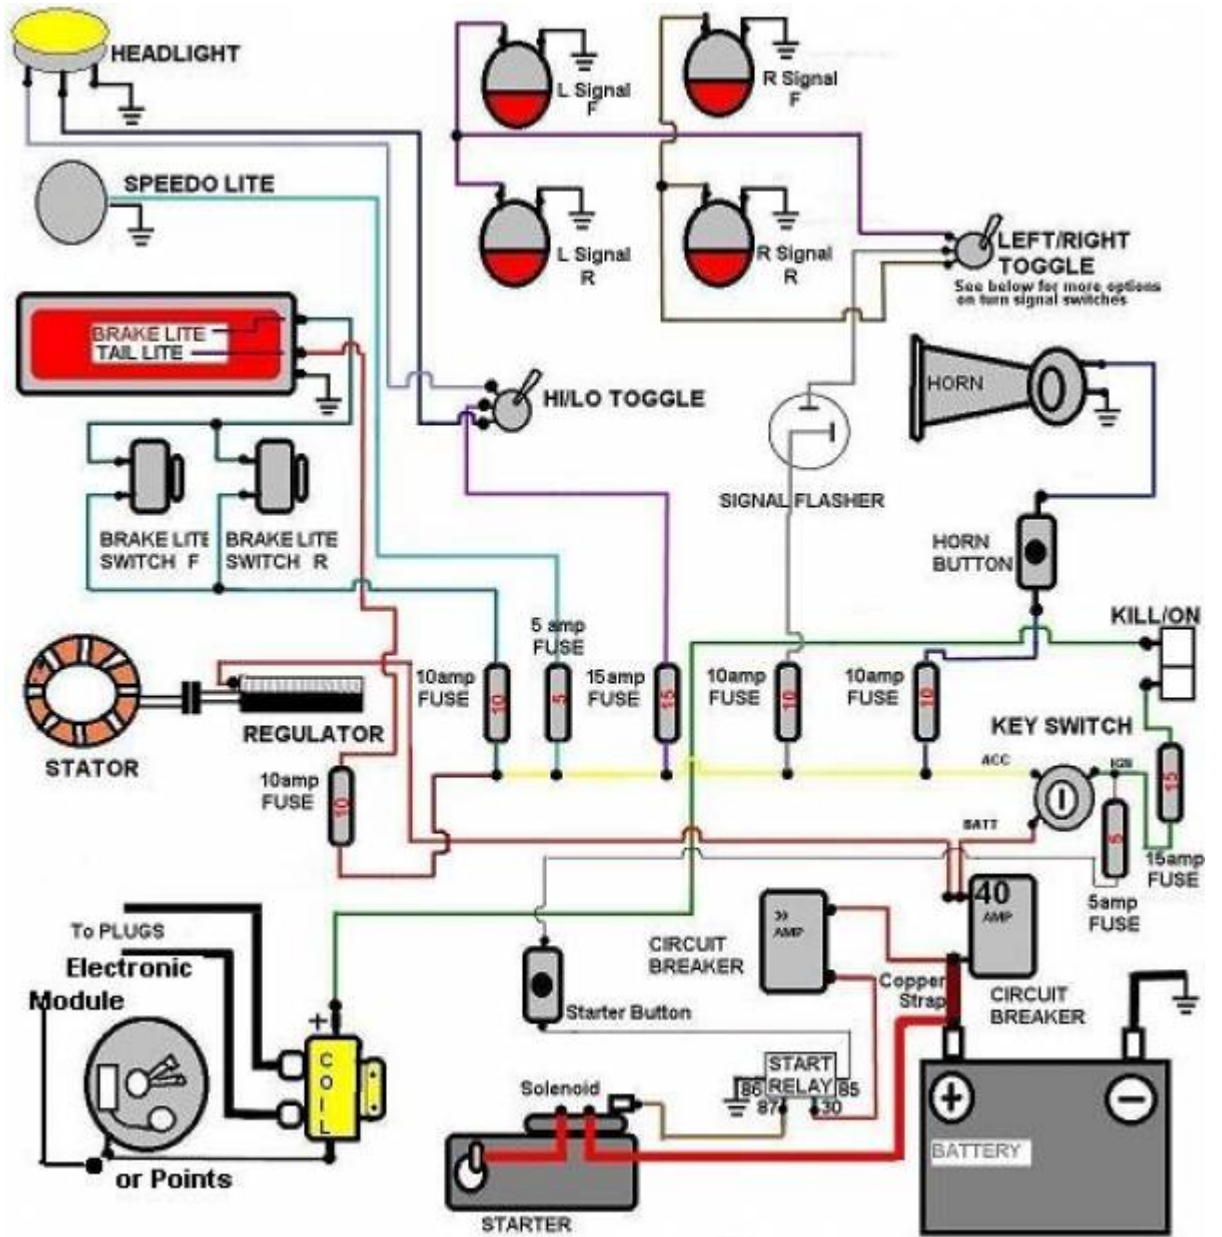 HEADLIGHT
L Signal
F
R Signal
F
SPEEDO LITE
L Signal
R
R Signal
R
LEFT/RIGHT
TOGGLE
See below for more options
on turn signal switches
BRAKE LITE
TAIL LITE
HI/LO TOGGLE
HORN
SIGNAL FLASHER
BRAKE LITE
SWITCH F
BRAKE LITE
SWITCH R
HORN
BUTTON
KILL/ON
5 amp
FUSE
10amp
FUSE
10
5
15amp
FUSE
15
10amp
FUSE
10
10amp
FUSE
10
STATOR
REGULATOR
KEY SWITCH
ACC
IGN
15
10amp
FUSE
10
BATT
5
15amp
FUSE
5amp
FUSE
40
AMP
»
AMP
CIRCUIT
BREAKER
To PLUGS
Electronic
Module
Copper
Strap
CIRCUIT
BREAKER
Starter Button
+
COIL
START
RELAY
86
85
87
30
Solenoid
+
−
BATTERY
or Points
STARTER